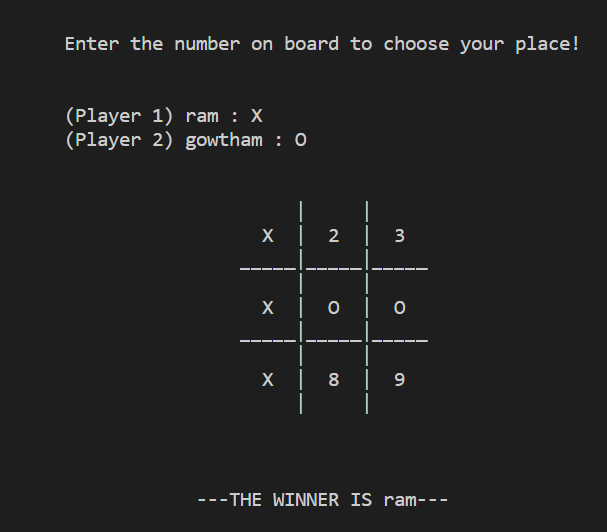 Enter the number on board to choose your place!
(Player 1) ram : X
(Player 2) gowtham : O
X | 2 | 3
X | O | O
X | 8 | 9
---THE WINNER IS ram---